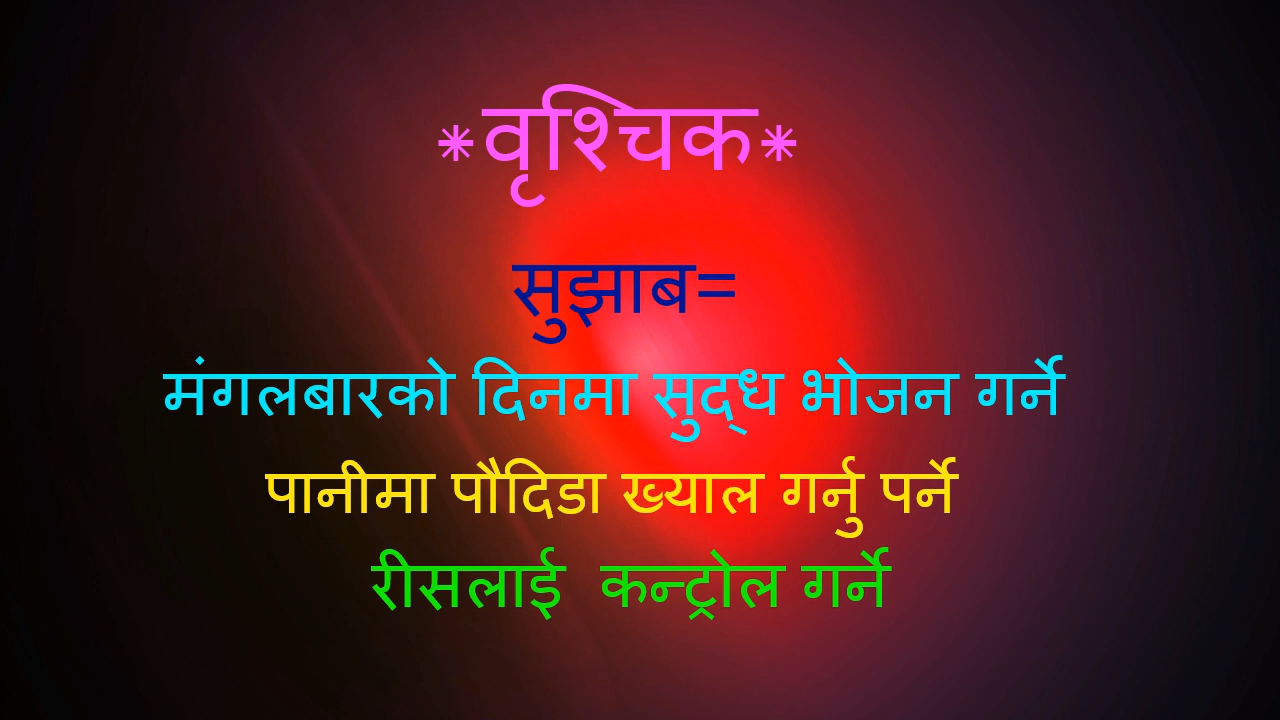 *वृश्चिक*
सुझाब=
मंगलबारको दिनमा सुद्ध भोजन गर्ने
पानीमा पौदिडा ख्याल गर्नु पर्ने
रीसलाई कन्ट्रोल गर्ने